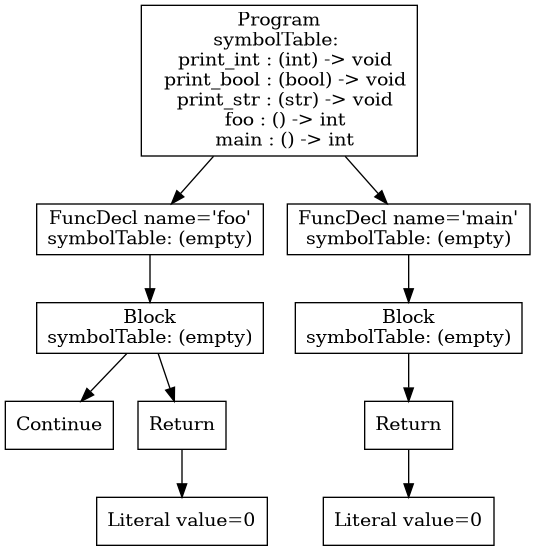 Program
symbolTable:
print_int : (int) -> void
print_bool : (bool) -> void
print_str : (str) -> void
foo : () -> int
main : () -> int
FuncDecl name='foo'
symbolTable: (empty)
FuncDecl name='main'
symbolTable: (empty)
Block
symbolTable: (empty)
Block
symbolTable: (empty)
Continue
Return
Return
Literal value=0
Literal value=0